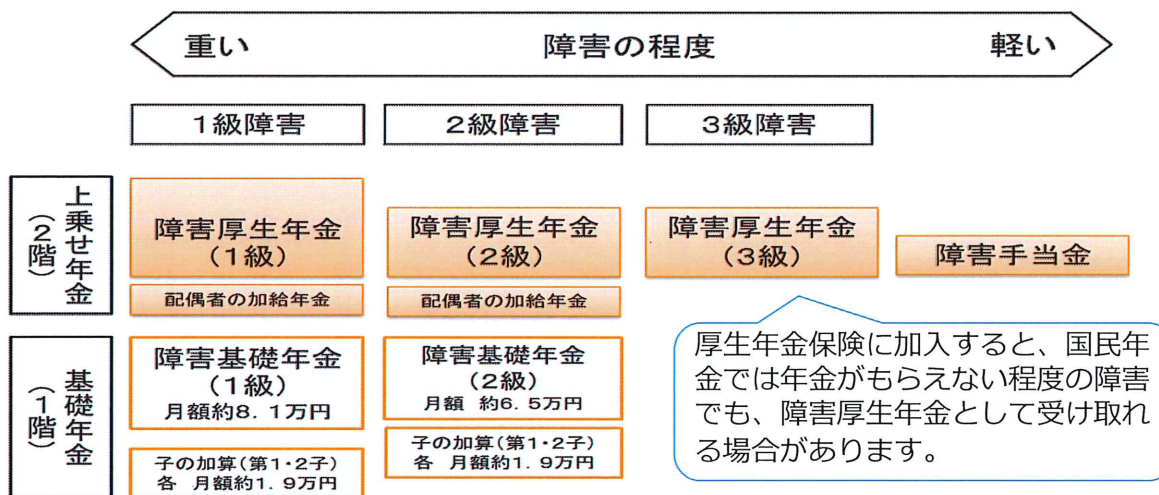 重い
障害の程度
軽い
1級障害
2級障害
3級障害
上乗せ年金
(2階)
障害厚生年金
(1級)
障害厚生年金
(2級)
障害厚生年金
(3級)
障害手当金
配偶者の加給年金
配偶者の加給年金
基礎年金
(1階)
障害基礎年金
(1級)
月額約8.1万円
障害基礎年金
(2級)
月額 約6.5万円
子の加算(第1・2子)
各 月額約1.9万円
子の加算(第1・2子)
各 月額約1.9万円
厚生年金保険に加入すると、国民年
金では年金がもらえない程度の障害
でも、障害厚生年金として受け取れ
る場合があります。